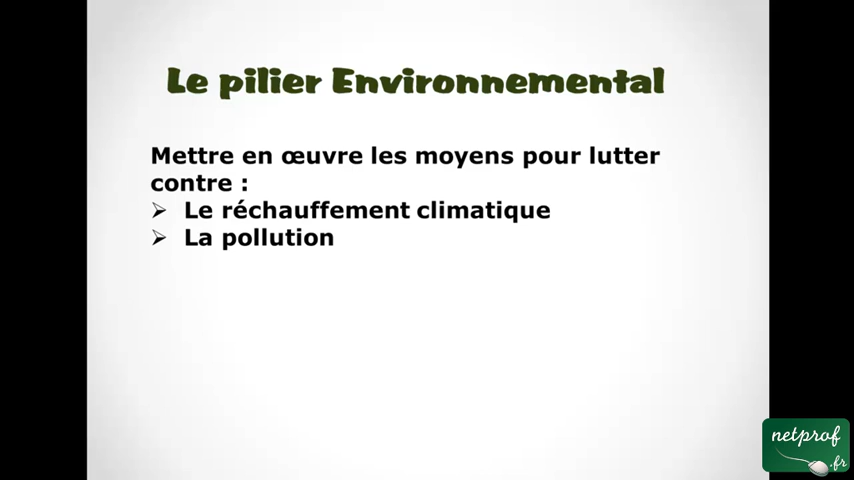 Le pilier Environnemental
Mettre en œuvre les moyens pour lutter
contre :
➢ Le réchauffement climatique
➢ La pollution
netprof
.fr